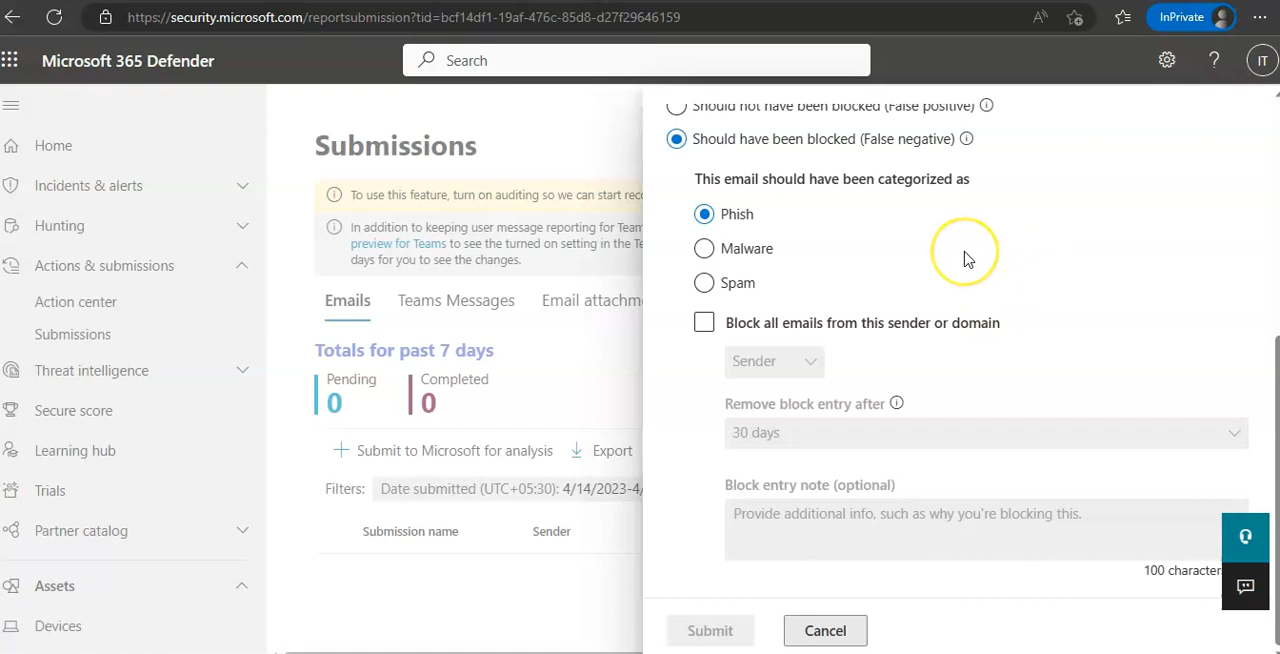 https://security.microsoft.com/reportsubmission?tid=bcf14df1-19af-476c-85d8-d27f29646159
InPrivate
Microsoft 365 Defender
Search
IT
Home
Incidents & alerts
Hunting
Actions & submissions
Action center
Submissions
Threat intelligence
Secure score
Learning hub
Trials
Partner catalog
Assets
Devices
Submissions
To use this feature, turn on auditing so we can start
In addition to keeping user message reporting for
preview for Teams to see the turned on setting in the
days for you to see the changes.
Emails Teams Messages Email
Totals for past 7 days
Pending Completed
0 0
Submit to Microsoft for analysis Export
Filters: Date submitted (UTC+05:30): 4/14/2023-4/
Submission name Sender
Should not have been blocked (False positive)
Should have been blocked (False negative)
This email should have been categorized as
Phish
Malware
Spam
Block all emails from this sender or domain
Sender
Remove block entry after
30 days
Block entry note (optional)
Provide additional info, such as why you're blocking this.
100
Submit Cancel